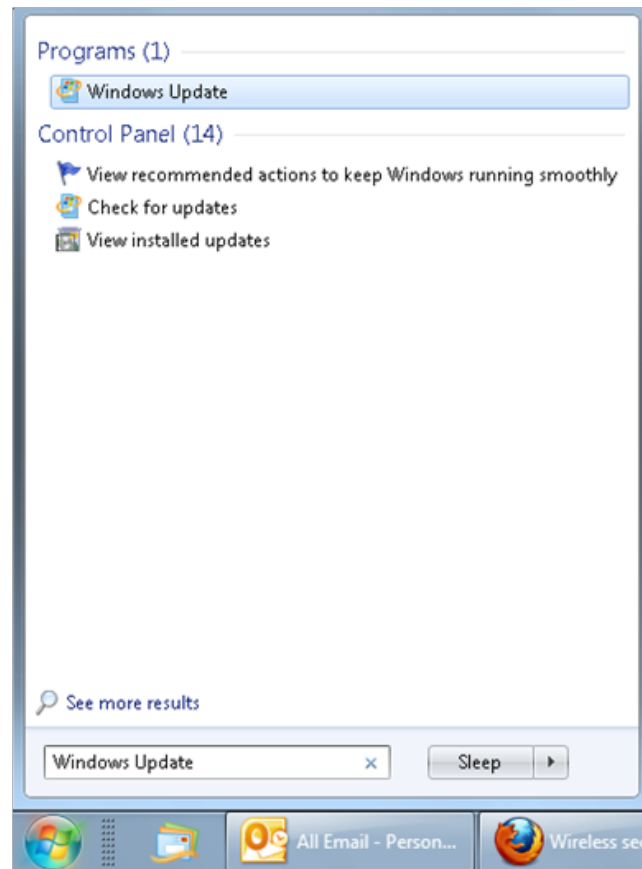 Programs (1)
Windows Update
Control Panel (14)
View recommended actions to keep Windows running smoothly
Check for updates
View installed updates
See more results
Windows Update
Sleep
All Email - Person...
Wireless